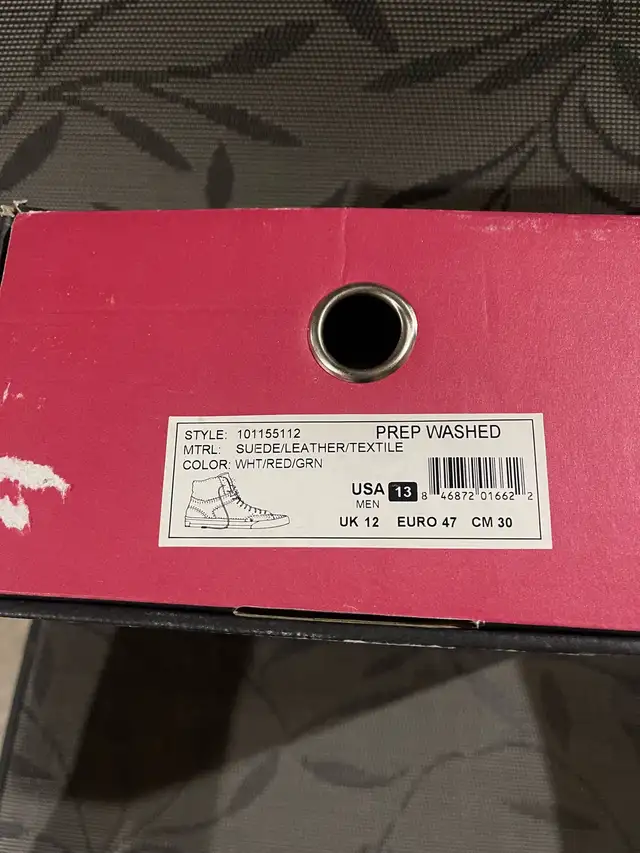 STYLE: 101155112 PREP WASHED
MTRL: SUEDE/LEATHER/TEXTILE
COLOR: WHT/RED/GRN
USA 13
MEN
8 46872 01662 2
UK 12 EURO 47 CM 30